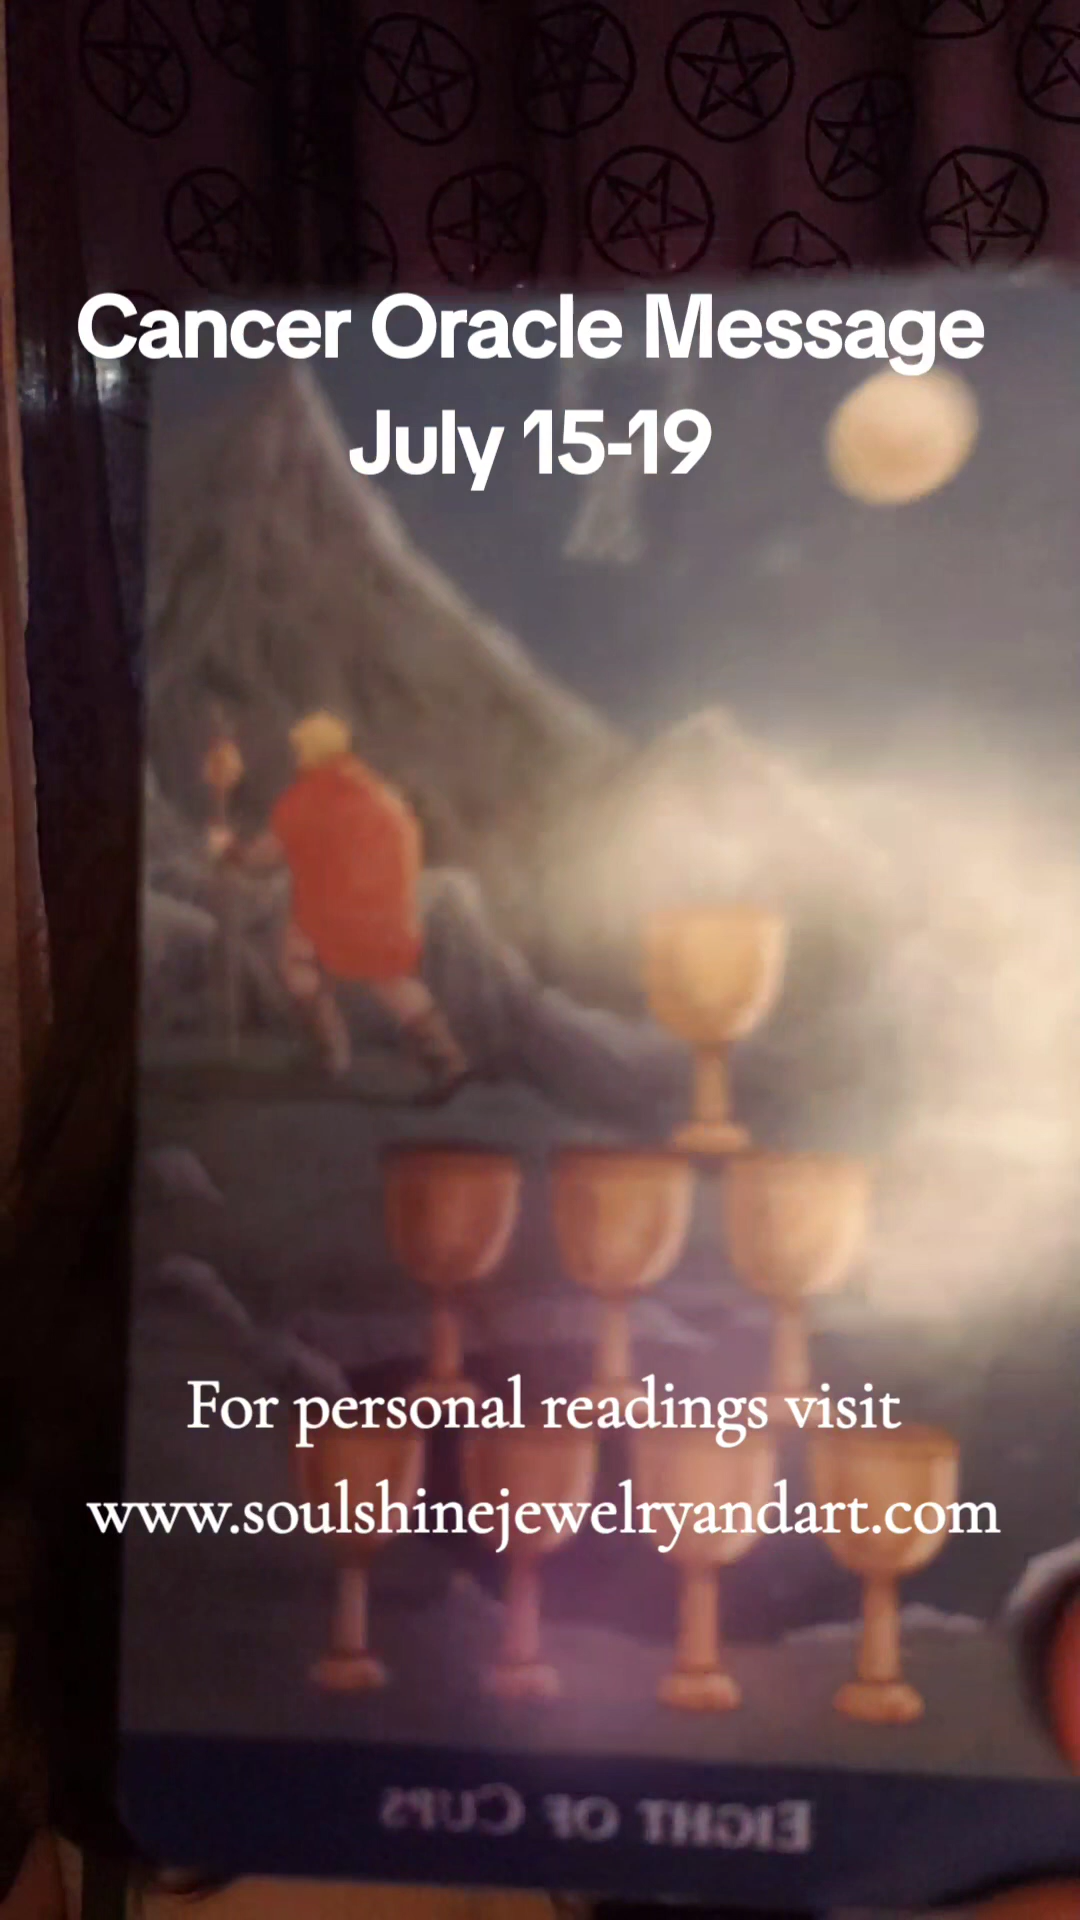 Cancer Oracle Message
July 15-19
For personal readings visit
www.soulshinejewelryandart.com
EIGHT OF CUPS